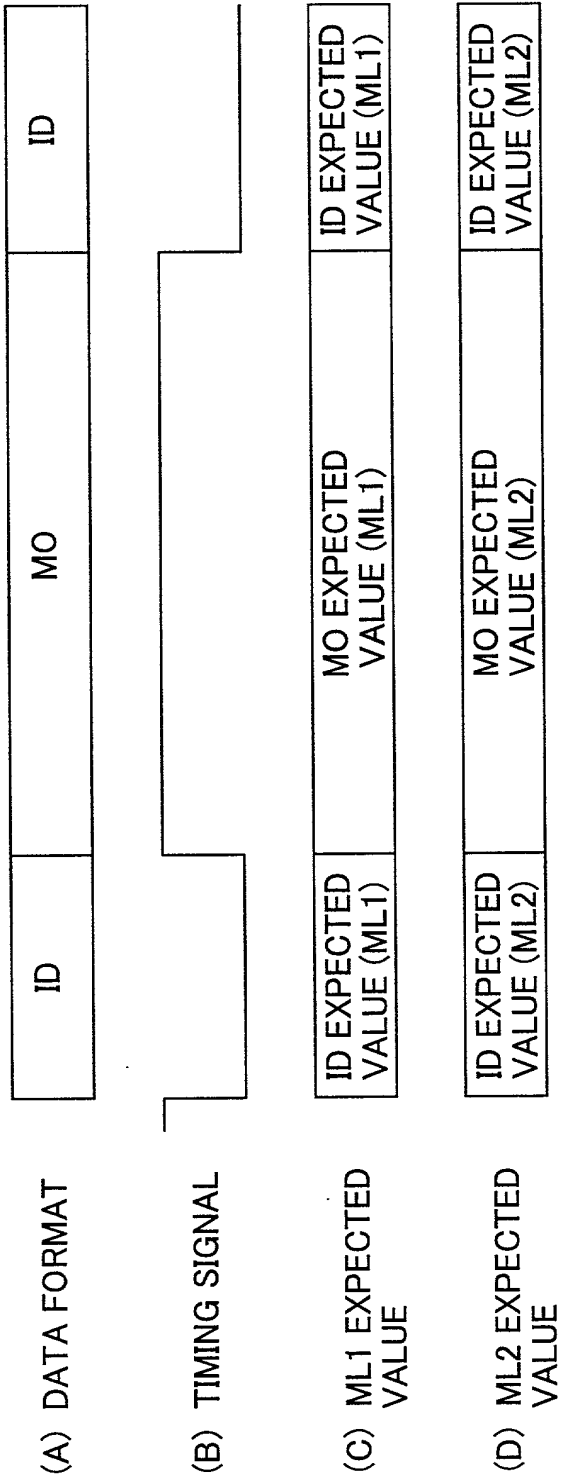 (A) DATA FORMAT
ID
MO
ID
(B) TIMING SIGNAL
(C) ML1 EXPECTED
VALUE
ID EXPECTED
VALUE (ML1)
MO EXPECTED
VALUE (ML1)
ID EXPECTED
VALUE (ML1)
(D) ML2 EXPECTED
VALUE
ID EXPECTED
VALUE (ML2)
MO EXPECTED
VALUE (ML2)
ID EXPECTED
VALUE (ML2)